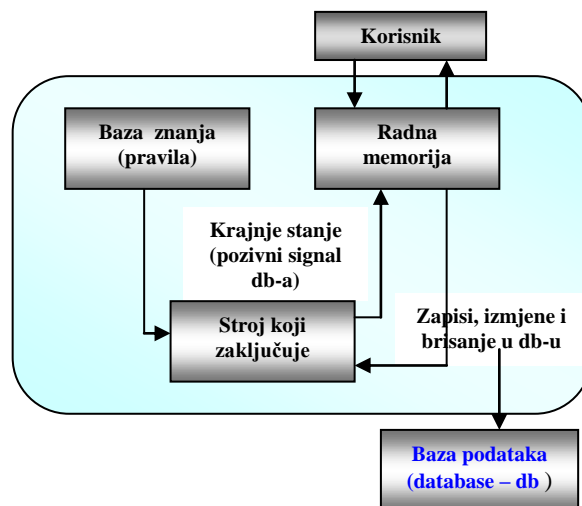 Korisnik
Baza znanja
(pravila)
Radna
memorija
Krajnje stanje
(pozivni signal
db-a)
Stroj koji
zaključuje
Zapisi, izmjene i
brisanje u db-u
Baza podataka
(database – db )